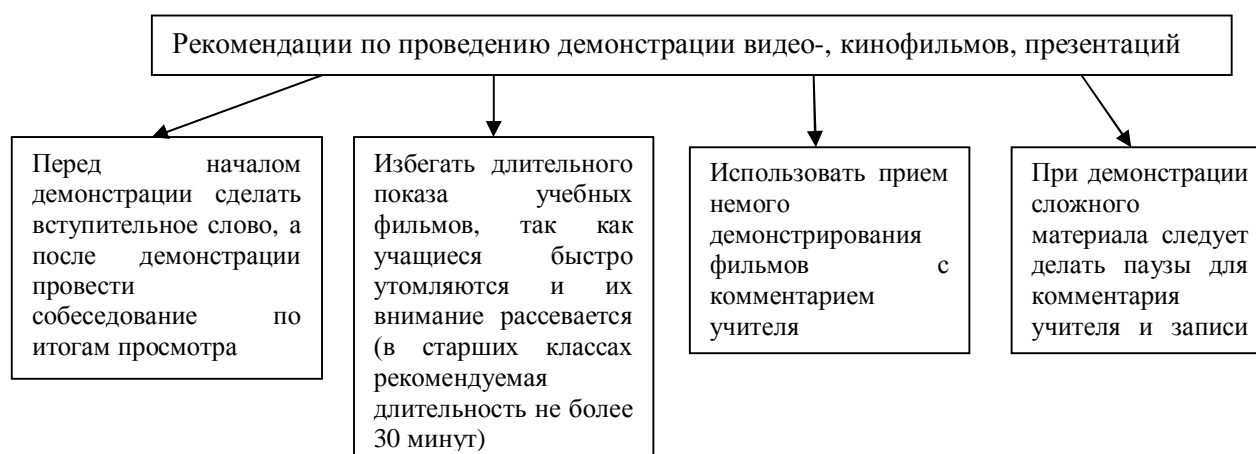 Рекомендации по проведению демонстрации видео-, кинофильмов, презентаций
Перед началом
демонстрации сделать
вступительное слово, а
после демонстрации
провести
собеседование по
итогам просмотра
Избегать длительного
показа учебных
фильмов, так как
учащиеся быстро
утомляются и их
внимание рассевается
(в старших классах
рекомендуемая
длительность не более
30 минут)
Использовать прием
немого
демонстрирования
фильмов с
комментарием
учителя
При демонстрации
сложного
материала следует
делать паузы для
комментария
учителя и записи